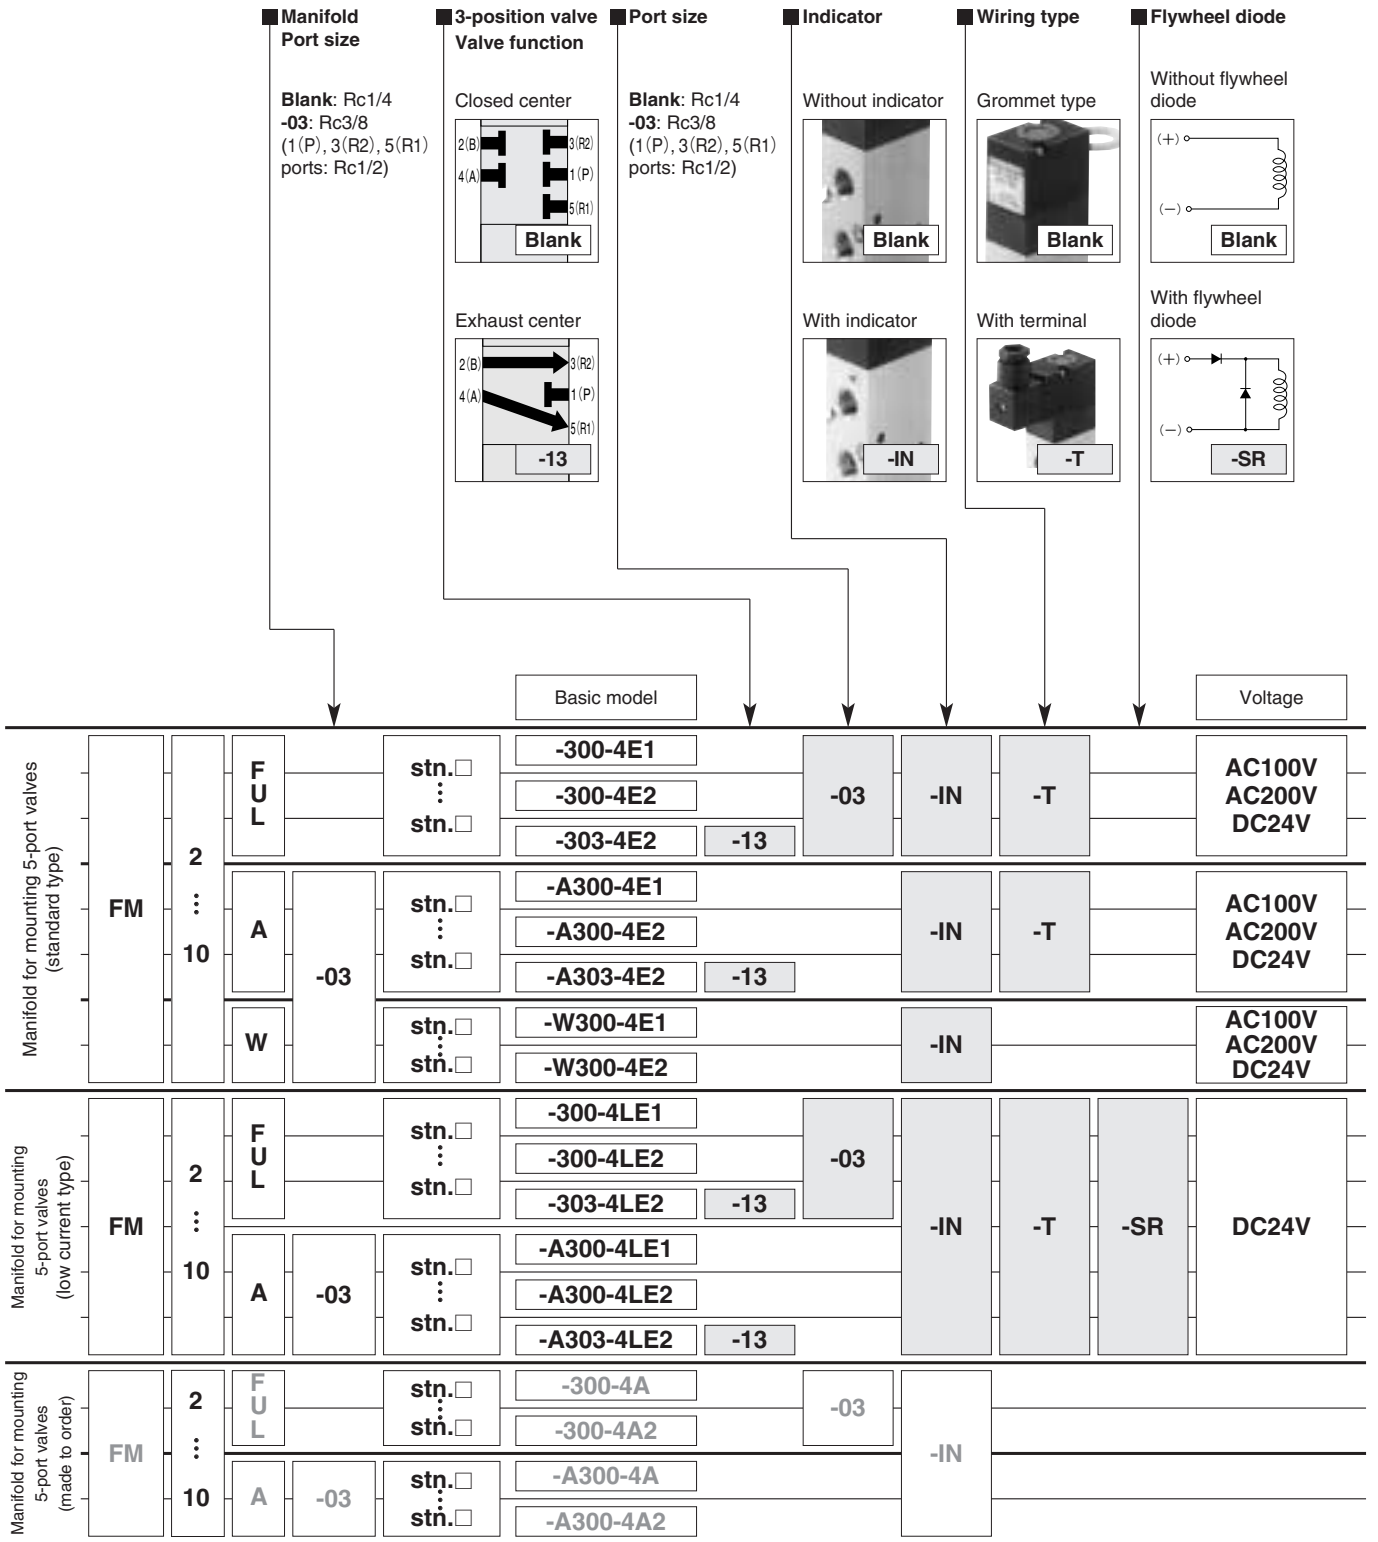 ■Manifold
Port size
Blank: Rc1/4
-03: Rc3/8
(1(P), 3(R2), 5(R1)
ports: Rc1/2)
■3-position valve
Valve function
Closed center
2(B)
4(A)
3(R2)
1(P)
5(R1)
Blank
Exhaust center
2(B)
4(A)
3(R2)
1(P)
5(R1)
-13
■Port size
Blank: Rc1/4
-03: Rc3/8
(1(P), 3(R2), 5(R1)
ports: Rc1/2)
■Indicator
Without indicator
Blank
With indicator
-IN
■Wiring type
Grommet type
Blank
With terminal
-T
■Flywheel diode
Without flywheel
diode
(+)
(−)
Blank
With flywheel
diode
(+)
(−)
-SR
Basic model
Voltage
Manifold for mounting 5-port valves
(standard type)
FM
2
⋮
10
F
U
L
stn.□
⋮
stn.□
-300-4E1
-300-4E2
-303-4E2
-13
-03
-IN
-T
AC100V
AC200V
DC24V
A
-03
stn.□
⋮
stn.□
-A300-4E1
-A300-4E2
-A303-4E2
-13
-IN
-T
AC100V
AC200V
DC24V
W
stn.□
⋮
stn.□
-W300-4E1
-W300-4E2
-IN
AC100V
AC200V
DC24V
Manifold for mounting
5-port valves
(low current type)
FM
2
⋮
10
F
U
L
stn.□
⋮
stn.□
-300-4LE1
-300-4LE2
-303-4LE2
-13
-03
-IN
-T
-SR
DC24V
A
-03
stn.□
⋮
stn.□
-A300-4LE1
-A300-4LE2
-A303-4LE2
-13
Manifold for mounting
5-port valves
(made to order)
FM
2
⋮
10
F
U
L
stn.□
⋮
stn.□
-300-4A
-300-4A2
-03
-IN
A
-03
stn.□
⋮
stn.□
-A300-4A
-A300-4A2